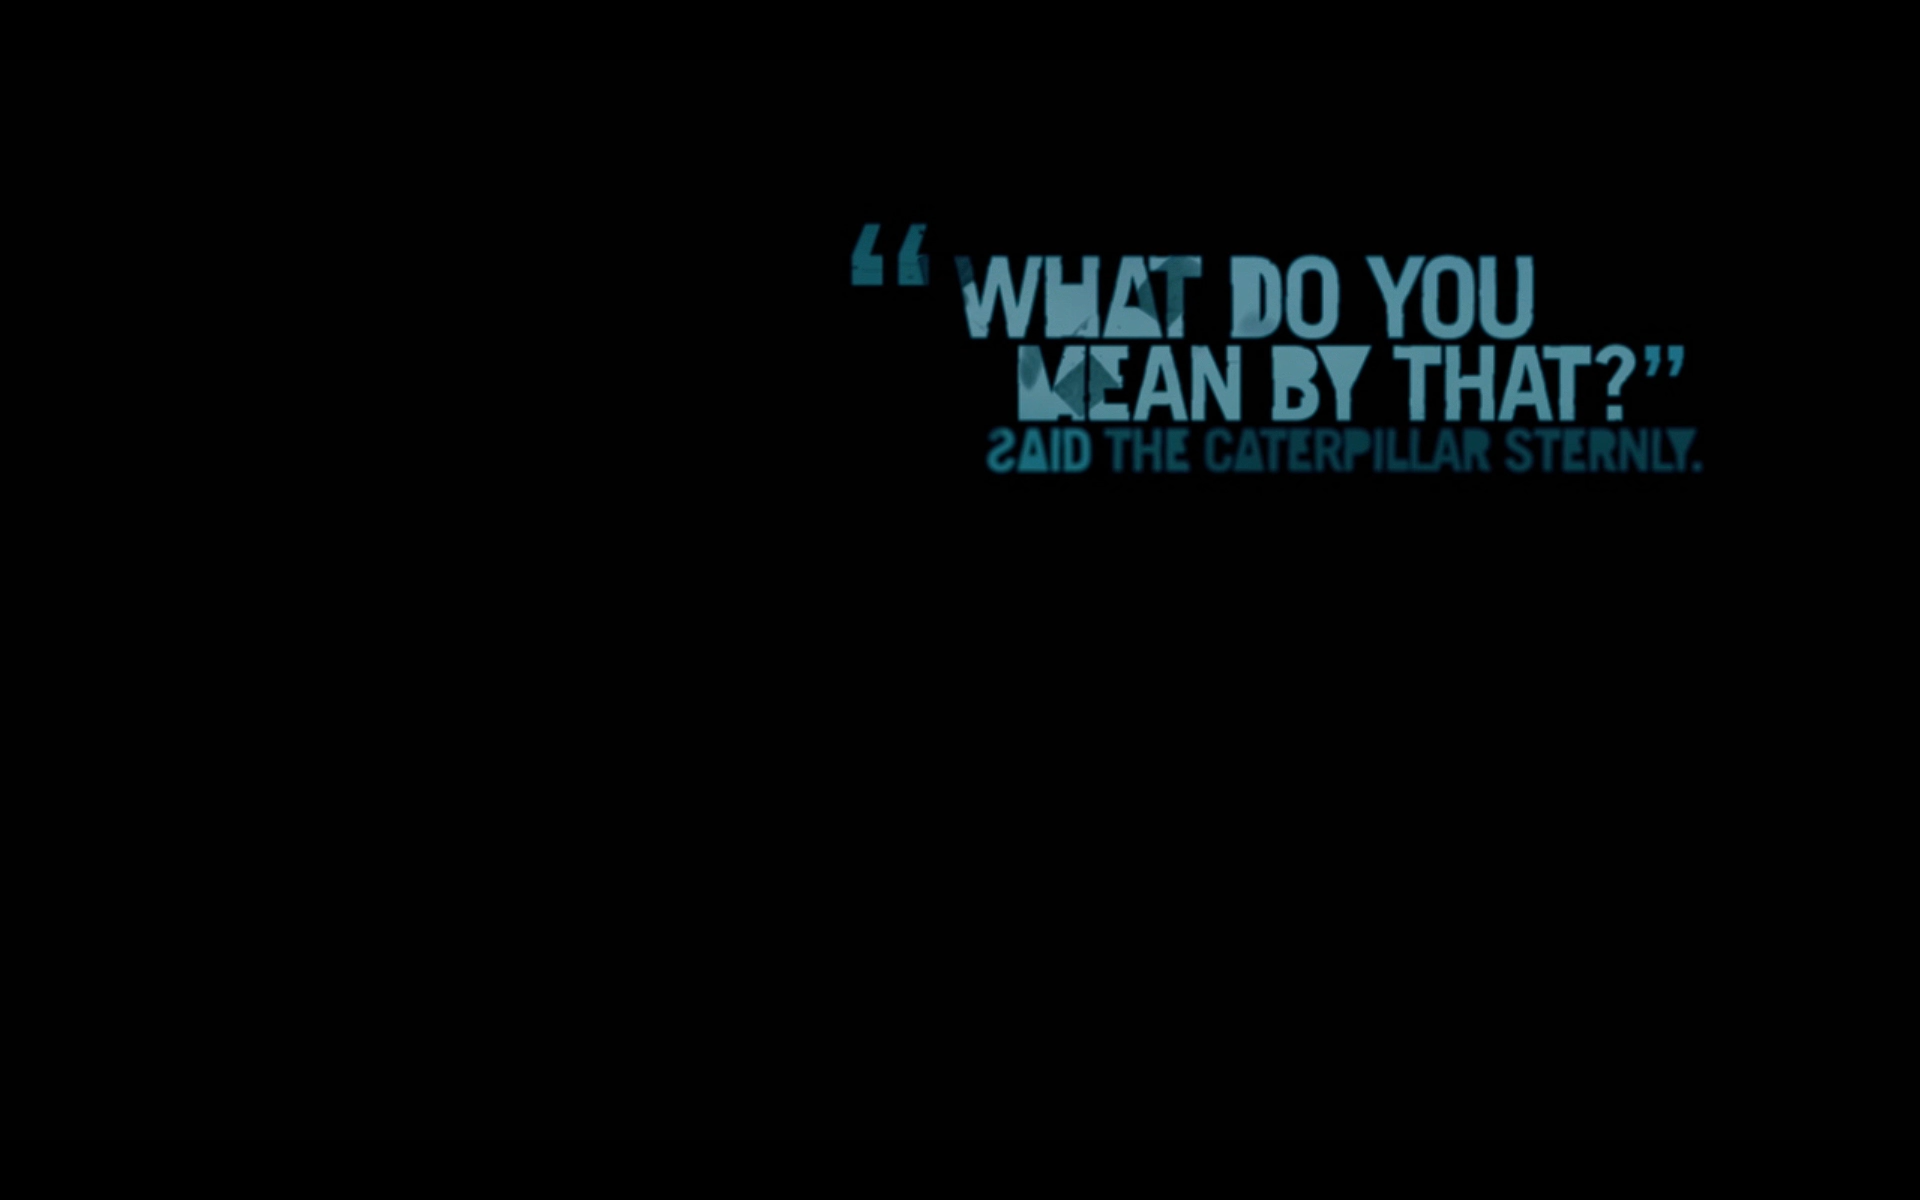 “WHAT DO YOU
MEAN BY THAT?”
SAID THE CATERPILLAR STERNLY.